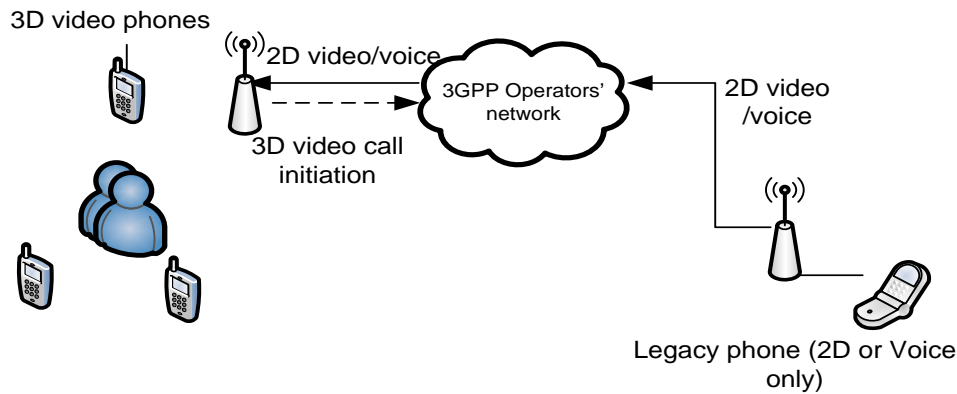 3D video phones
2D video/voice
3GPP Operators'
network
3D video call
initiation
2D video
/voice
Legacy phone (2D or Voice
only)